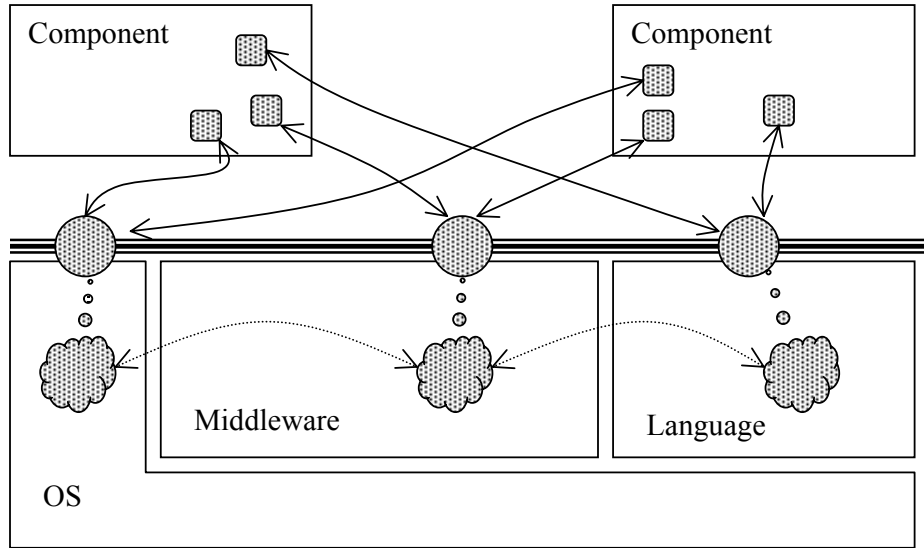 Component
Component
Middleware
Language
OS